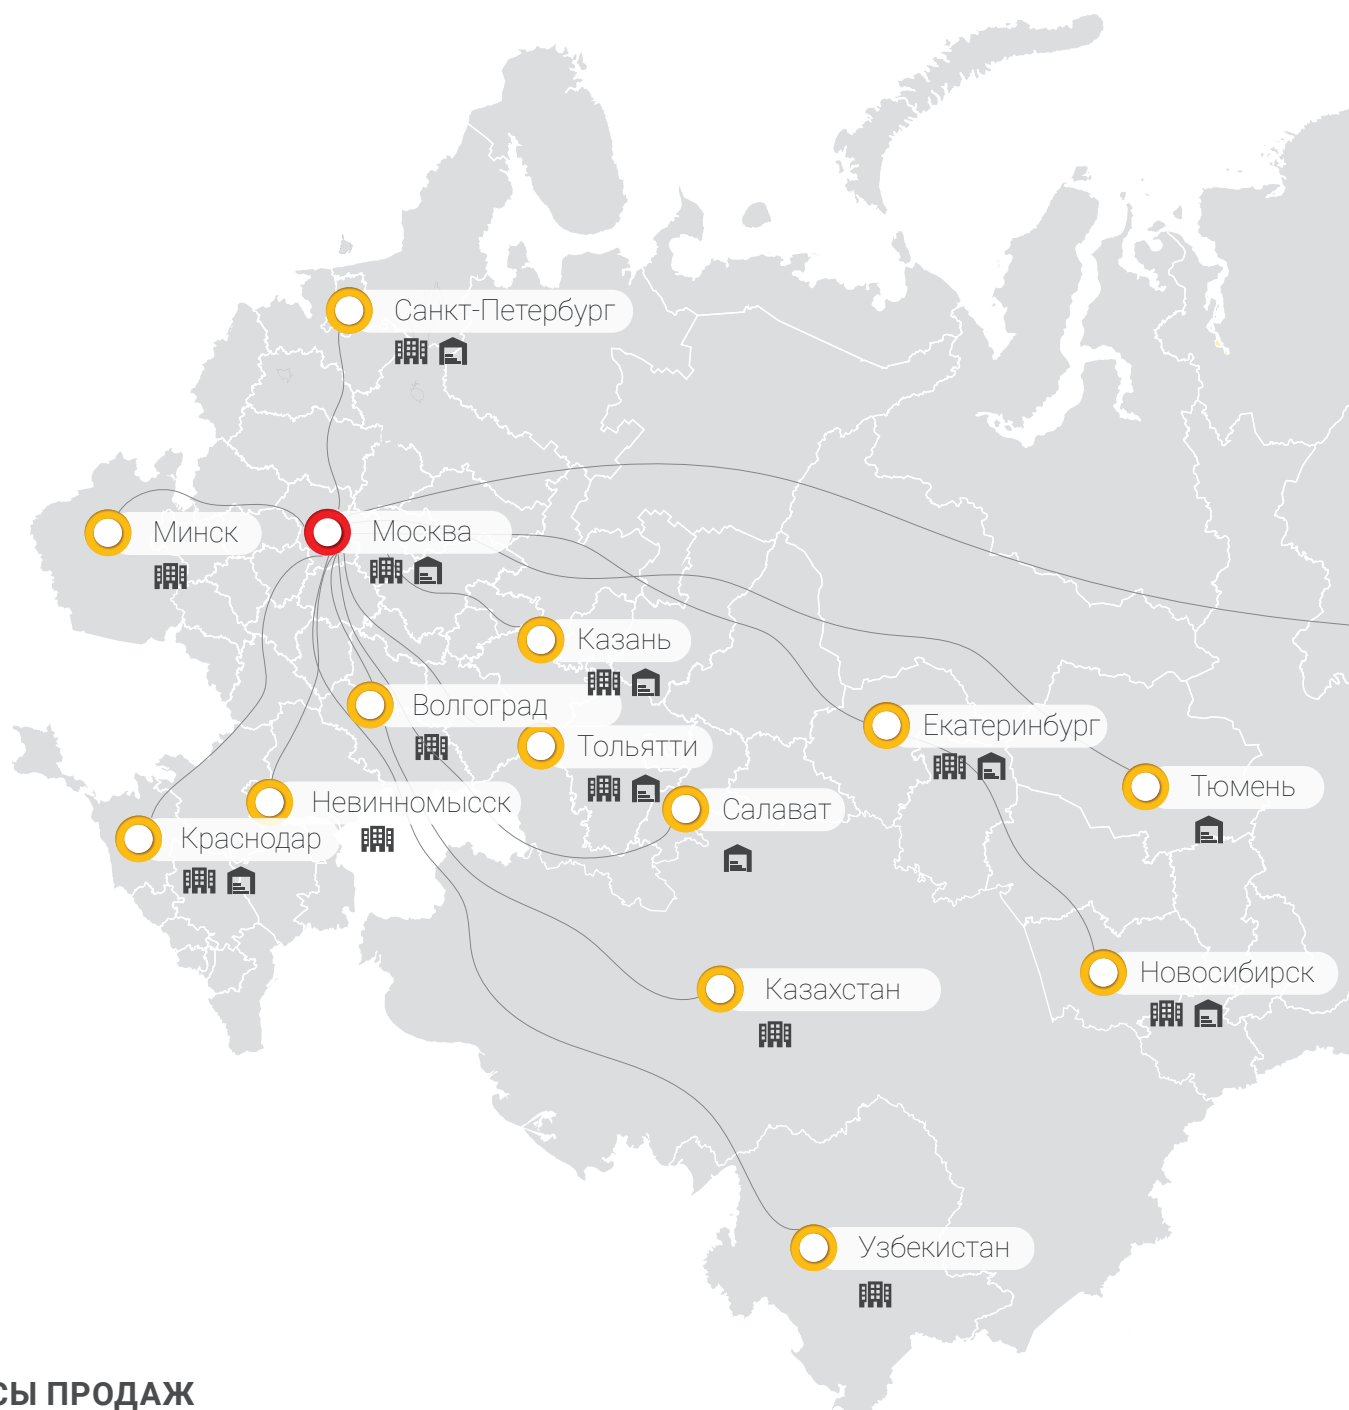 Санкт-Петербург
Минск
Москва
Казань
Волгоград
Екатеринбург
Тольятти
Тюмень
Невинномысск
Салават
Краснодар
Новосибирск
Казахстан
Узбекистан
СЫ ПРОДАЖ